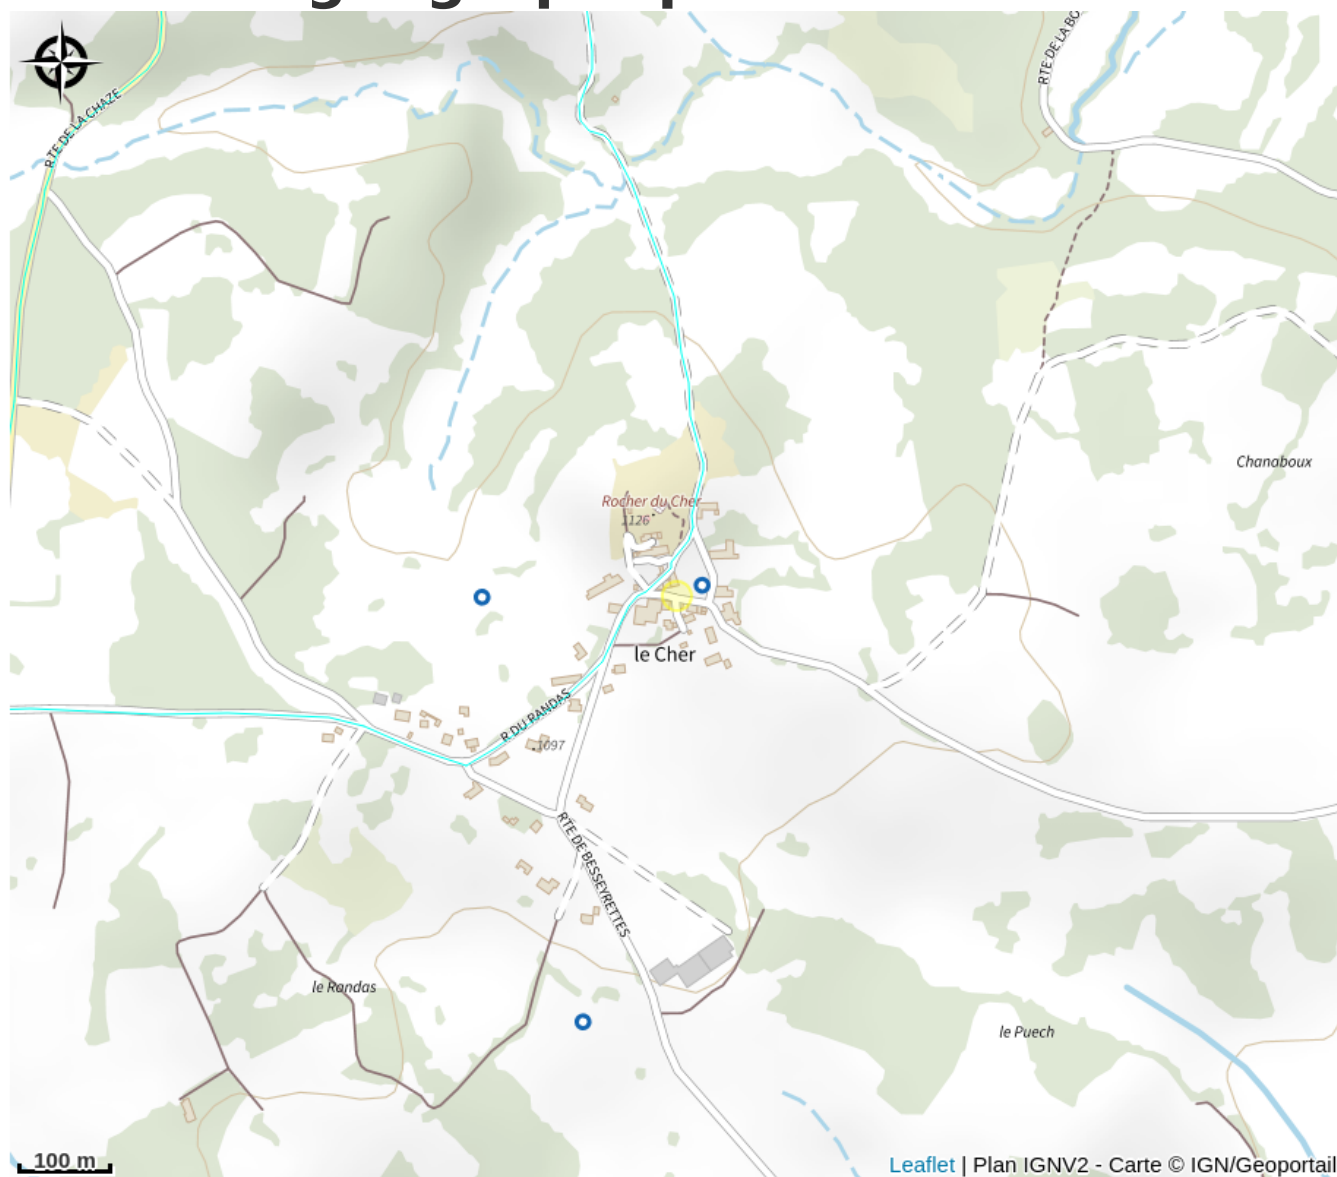 RTE DE LA CHAZE
RTE DE LA BO
Chanaboux
Rocher du Cher
1126
le Cher
R DU RANDAS
1097
RTE DE BESSEYRETTES
le Randas
le Puech
100 m
Leaflet | Plan IGNV2 - Carte © IGN/Geoportail